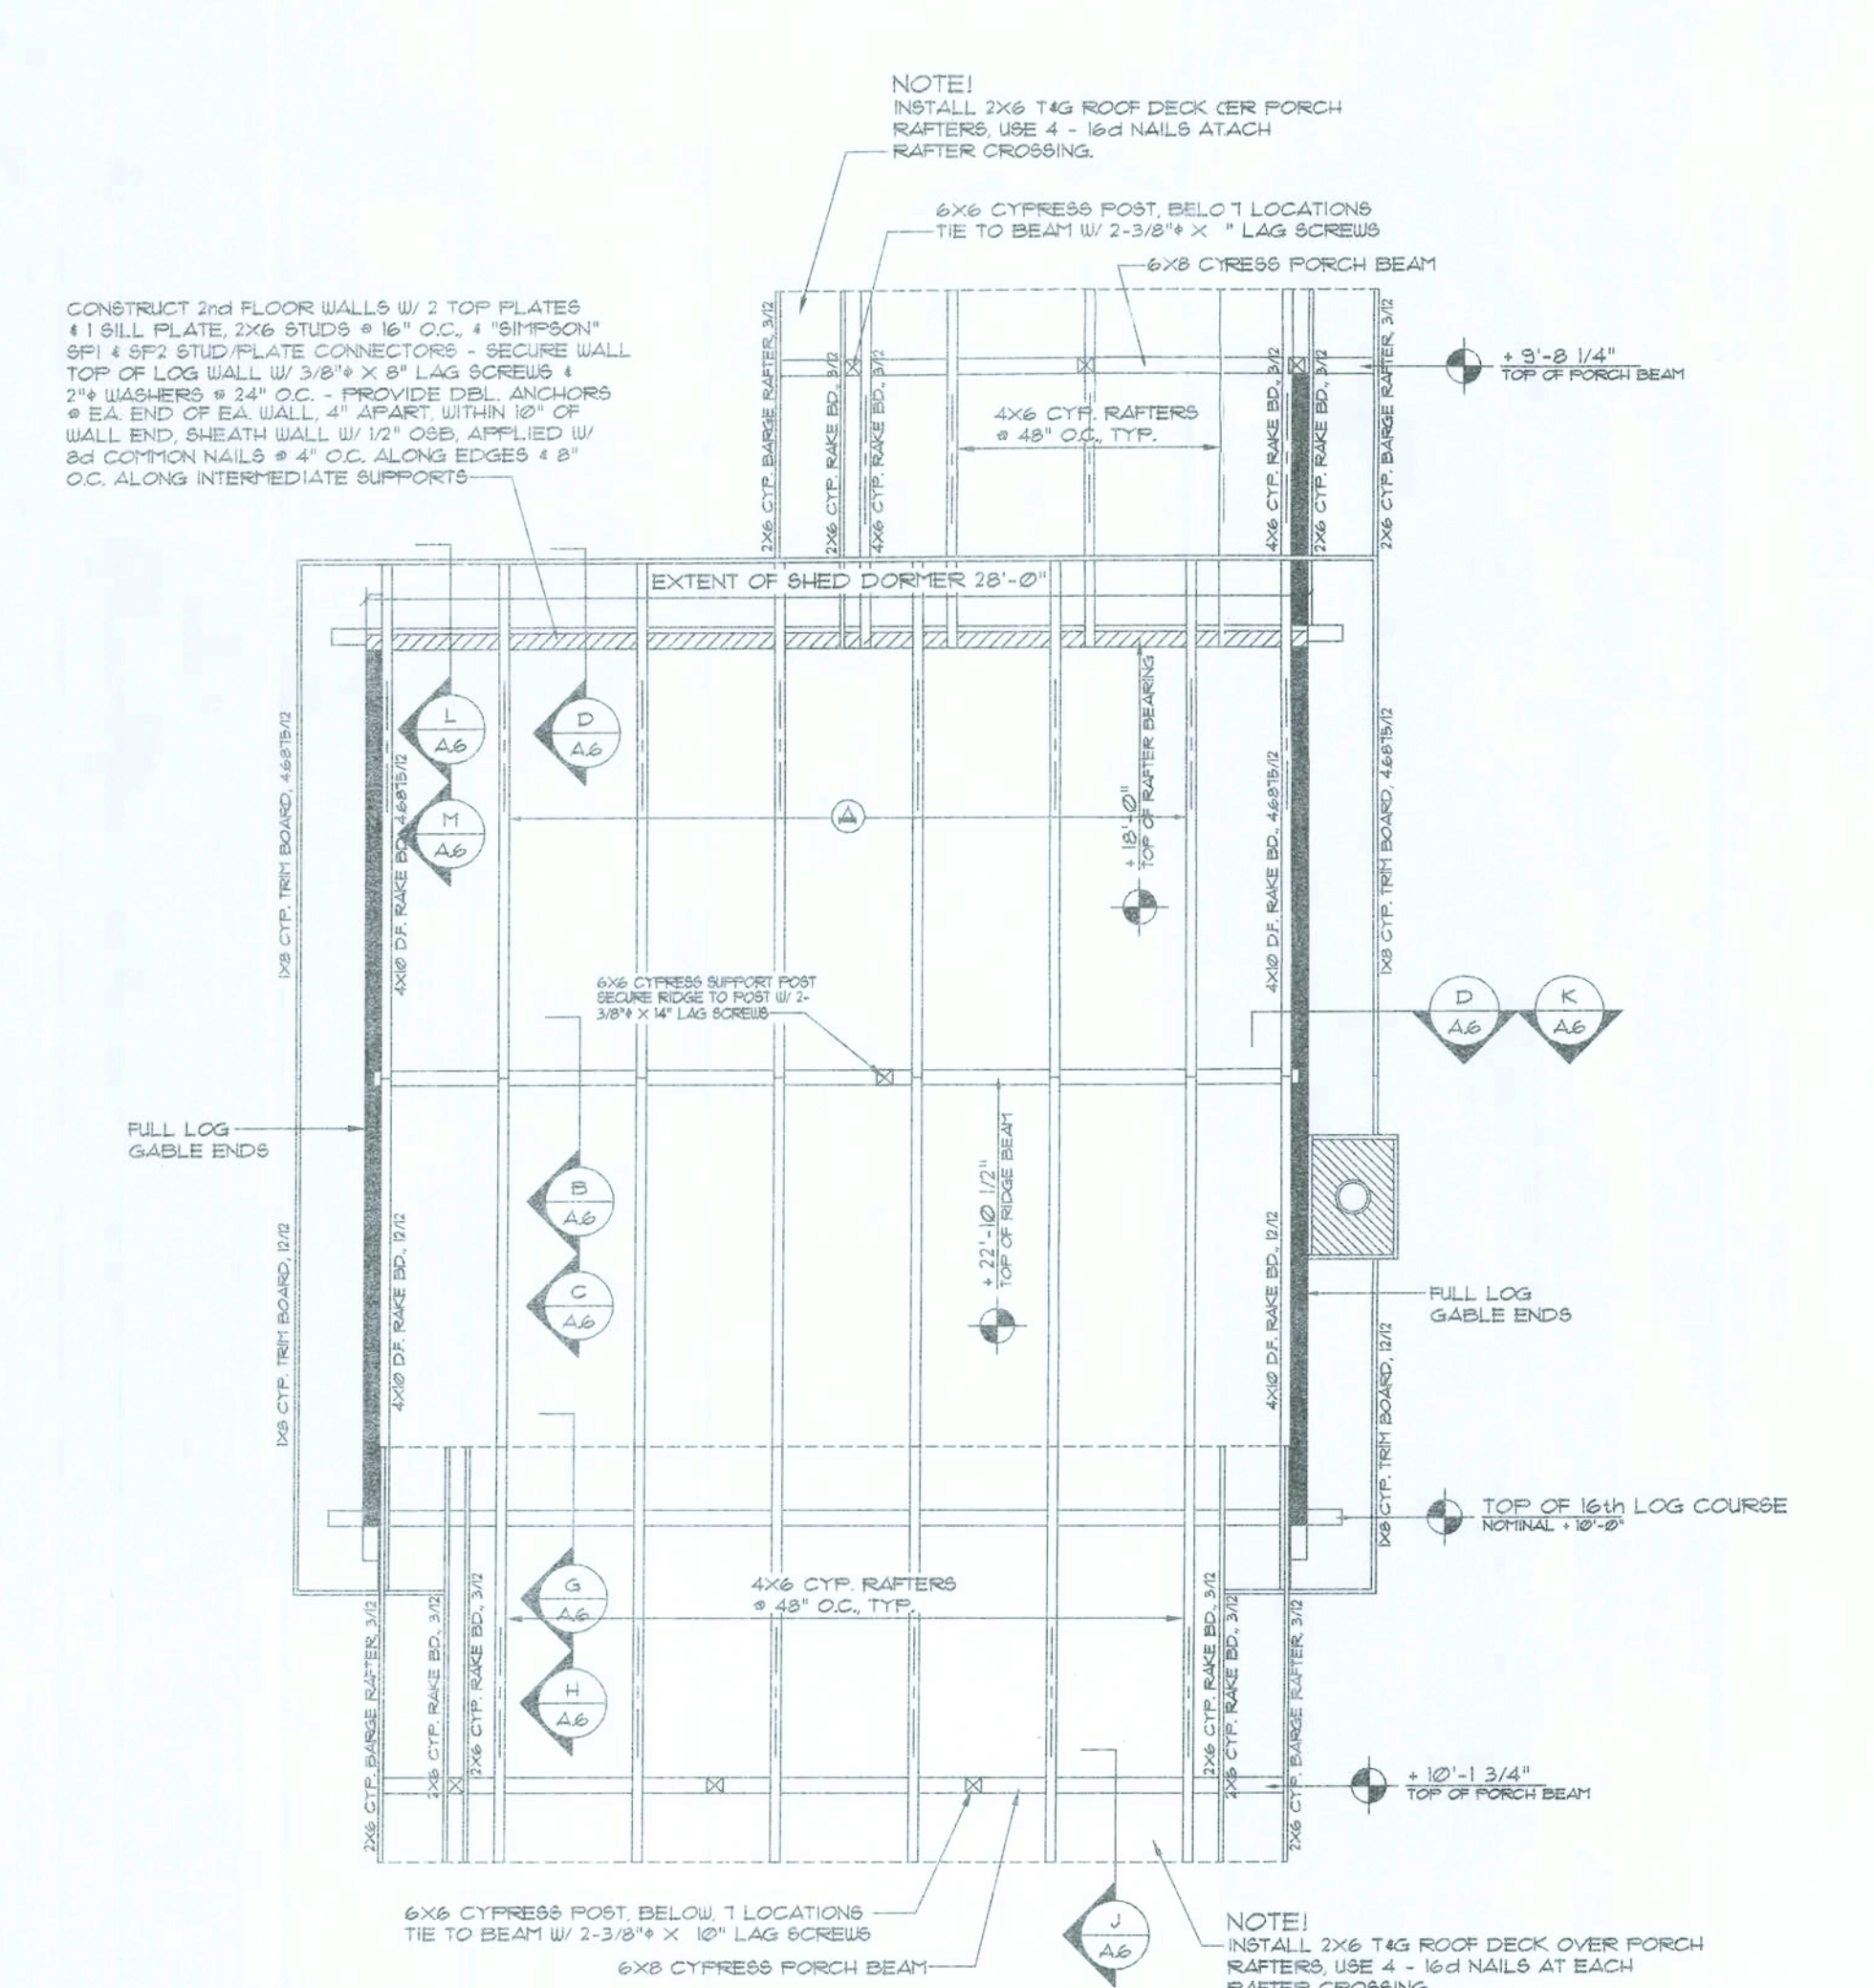 NOTE!
INSTALL 2X6 T&G ROOF DECK CER PORCH
RAFTERS, USE 4 - 16d NAILS AT.ACH
RAFTER CROSSING.
6X6 CYPRESS POST, BELO 7 LOCATIONS
TIE TO BEAM W/ 2-3/8"ϕ X " LAG SCREWS
6X8 CYRESS PORCH BEAM
CONSTRUCT 2nd FLOOR WALLS W/ 2 TOP PLATES
& 1 SILL PLATE, 2X6 STUDS @ 16" O.C., & "SIMPSON"
SP1 & SP2 STUD/PLATE CONNECTORS - SECURE WALL
TOP OF LOG WALL W/ 3/8"ϕ X 8" LAG SCREWS &
2"ϕ WASHERS @ 24" O.C. - PROVIDE DBL. ANCHORS
@ EA. END OF EA. WALL, 4" APART, WITHIN 10" OF
WALL END, SHEATH WALL W/ 1/2" OSB, APPLIED W/
8d COMMON NAILS @ 4" O.C. ALONG EDGES & 8"
O.C. ALONG INTERMEDIATE SUPPORTS
2X6 CYP. BARGE RAFTER, 3/12
2X6 CYP. RAKE BD., 3/12
4X6 CYP. RAKE BD., 3/12
4X6 CYP. RAFTERS
@ 48" O.C., TYP.
4X6 CYP. RAKE BD., 3/12
2X6 CYP. RAKE BD., 3/12
2X6 CYP. BARGE RAFTER, 3/12
+ 9'-8 1/4"
TOP OF PORCH BEAM
EXTENT OF SHED DORMER 28'-0"
L
A.6
D
A.6
M
A.6
1X8 CYP. TRIM BOARD, 4.6875/12
4X10 D.F. RAKE BD., 4.6875/12
+ 18'-0"
TOP OF RAFTER BEARING
4X10 D.F. RAKE BD., 4.6875/12
1X8 CYP. TRIM BOARD, 4.6875/12
6X6 CYPRESS SUPPORT POST
SECURE RIDGE TO POST W/ 2-
3/8"ϕ X 14" LAG SCREWS
D
A.6
K
A.6
FULL LOG
GABLE ENDS
B
A.6
C
A.6
+ 22'-10 1/2"
TOP OF RIDGE BEAM
1X8 CYP. TRIM BOARD, 12/12
4X10 D.F. RAKE BD., 12/12
4X10 D.F. RAKE BD., 12/12
FULL LOG
GABLE ENDS
1X8 CYP. TRIM BOARD, 12/12
TOP OF 16th LOG COURSE
NOMINAL + 10'-0"
G
A.6
H
A.6
4X6 CYP. RAFTERS
@ 48" O.C., TYP.
2X6 CYP. BARGE RAFTER, 3/12
2X6 CYP. RAKE BD., 3/12
2X6 CYP. RAKE BD., 3/12
2X6 CYP. RAKE BD., 3/12
2X6 CYP. RAKE BD., 3/12
2X6 CYP. BARGE RAFTER, 3/12
+ 10'-1 3/4"
TOP OF PORCH BEAM
6X6 CYPRESS POST, BELOW, 7 LOCATIONS
TIE TO BEAM W/ 2-3/8"ϕ X 10" LAG SCREWS
6X8 CYPRESS PORCH BEAM
J
A.6
NOTE!
INSTALL 2X6 T&G ROOF DECK OVER PORCH
RAFTERS, USE 4 - 16d NAILS AT EACH
RAFTER CROSSING